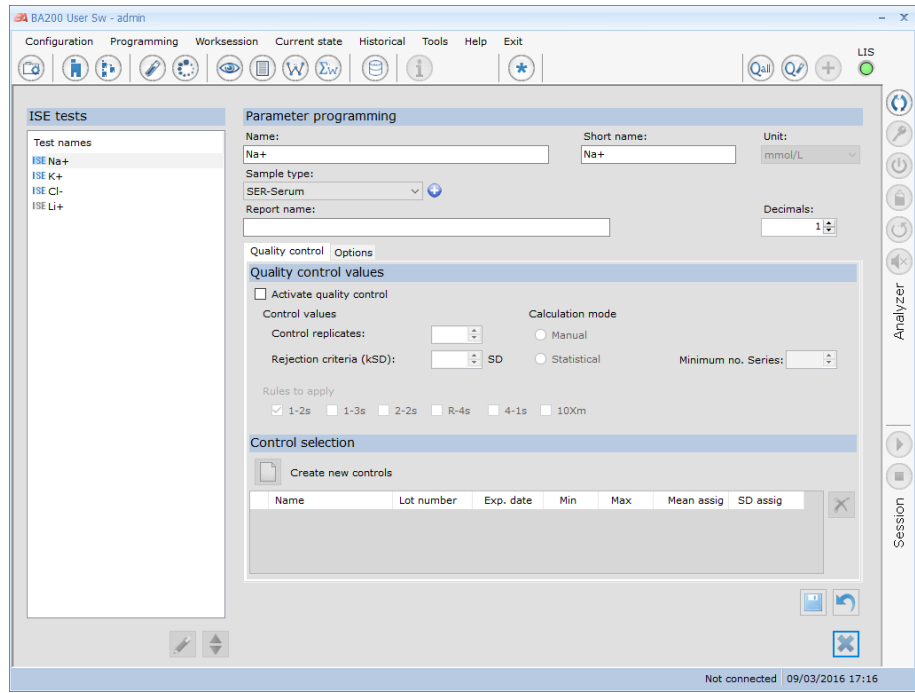 BA200 User Sw - admin
Configuration Programming Worksession Current state Historical Tools Help Exit
LIS
W ΣW i * Qall Q
ISE tests
Test names
ISE Na+
ISE K+
ISE Cl-
ISE Li+
Parameter programming
Name: Short name: Unit:
Na+ Na+ mmol/L
Sample type:
SER-Serum
Report name: Decimals:
1
Quality control Options
Quality control values
Activate quality control
Control values Calculation mode
Control replicates: Manual
Rejection criteria (kSD): SD Statistical Minimum no. Series:
Rules to apply
1-2s 1-3s 2-2s R-4s 4-1s 10Xm
Control selection
Create new controls
Name Lot number Exp. date Min Max Mean assig SD assig
Analyzer
Session
Not connected 09/03/2016 17:16